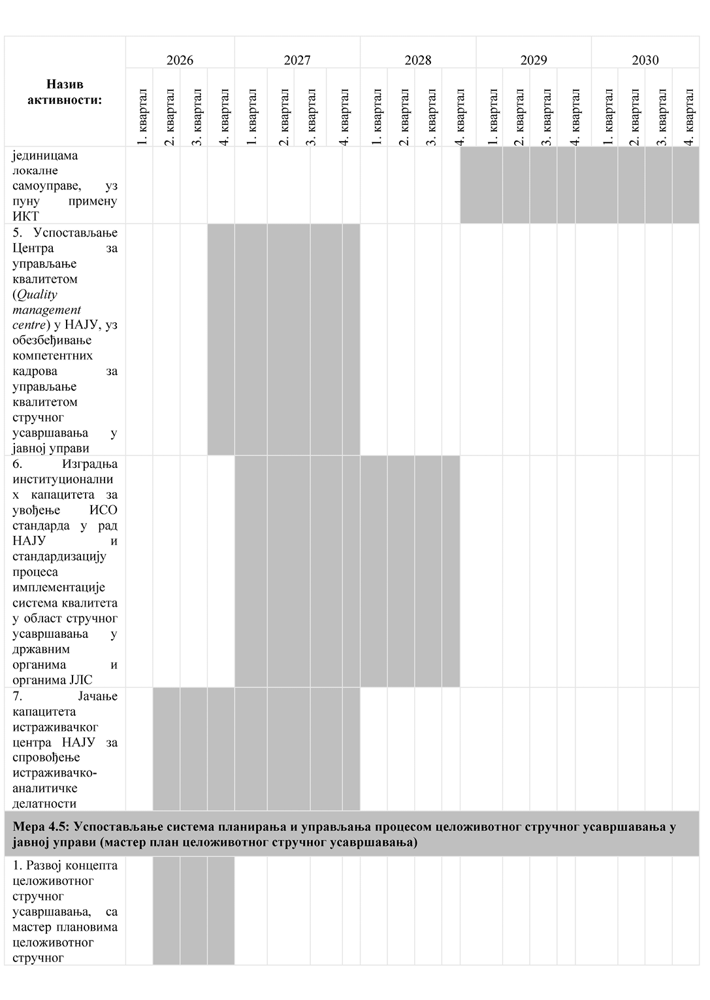 Назив
активности:
2026
2027
2028
2029
2030
1. квартал
2. квартал
3. квартал
4. квартал
1. квартал
2. квартал
3. квартал
4. квартал
1. квартал
2. квартал
3. квартал
4. квартал
1. квартал
2. квартал
3. квартал
4. квартал
1. квартал
2. квартал
3. квартал
4. квартал
јединицама
локалне
самоуправе, уз
пуну примену
ИКТ
5. Успостављање
Центра за
управљање
квалитетом
(Quality
management
centre) у НАЈУ, уз
обезбеђивање
компетентних
кадрова за
управљање
квалитетом
стручног
усавршавања у
јавној управи
6. Изградња
институционални
х капацитета за
увођење ИСО
стандарда у рад
НАЈУ и
стандардизацију
процеса
имплементације
система квалитета
у област стручног
усавршавања у
државним
органима и
органима ЈЛС
7. Јачање
капацитета
истраживачког
центра НАЈУ за
спровођење
истраживачко-
аналитичке
делатности
Мера 4.5: Успостављање система планирања и управљања процесом целоживотног стручног усавршавања у
јавној управи (мастер план целоживотног стручног усавршавања)
1. Развој концепта
целоживотног
стручног
усавршавања, са
мастер плановима
целоживотног
стручног